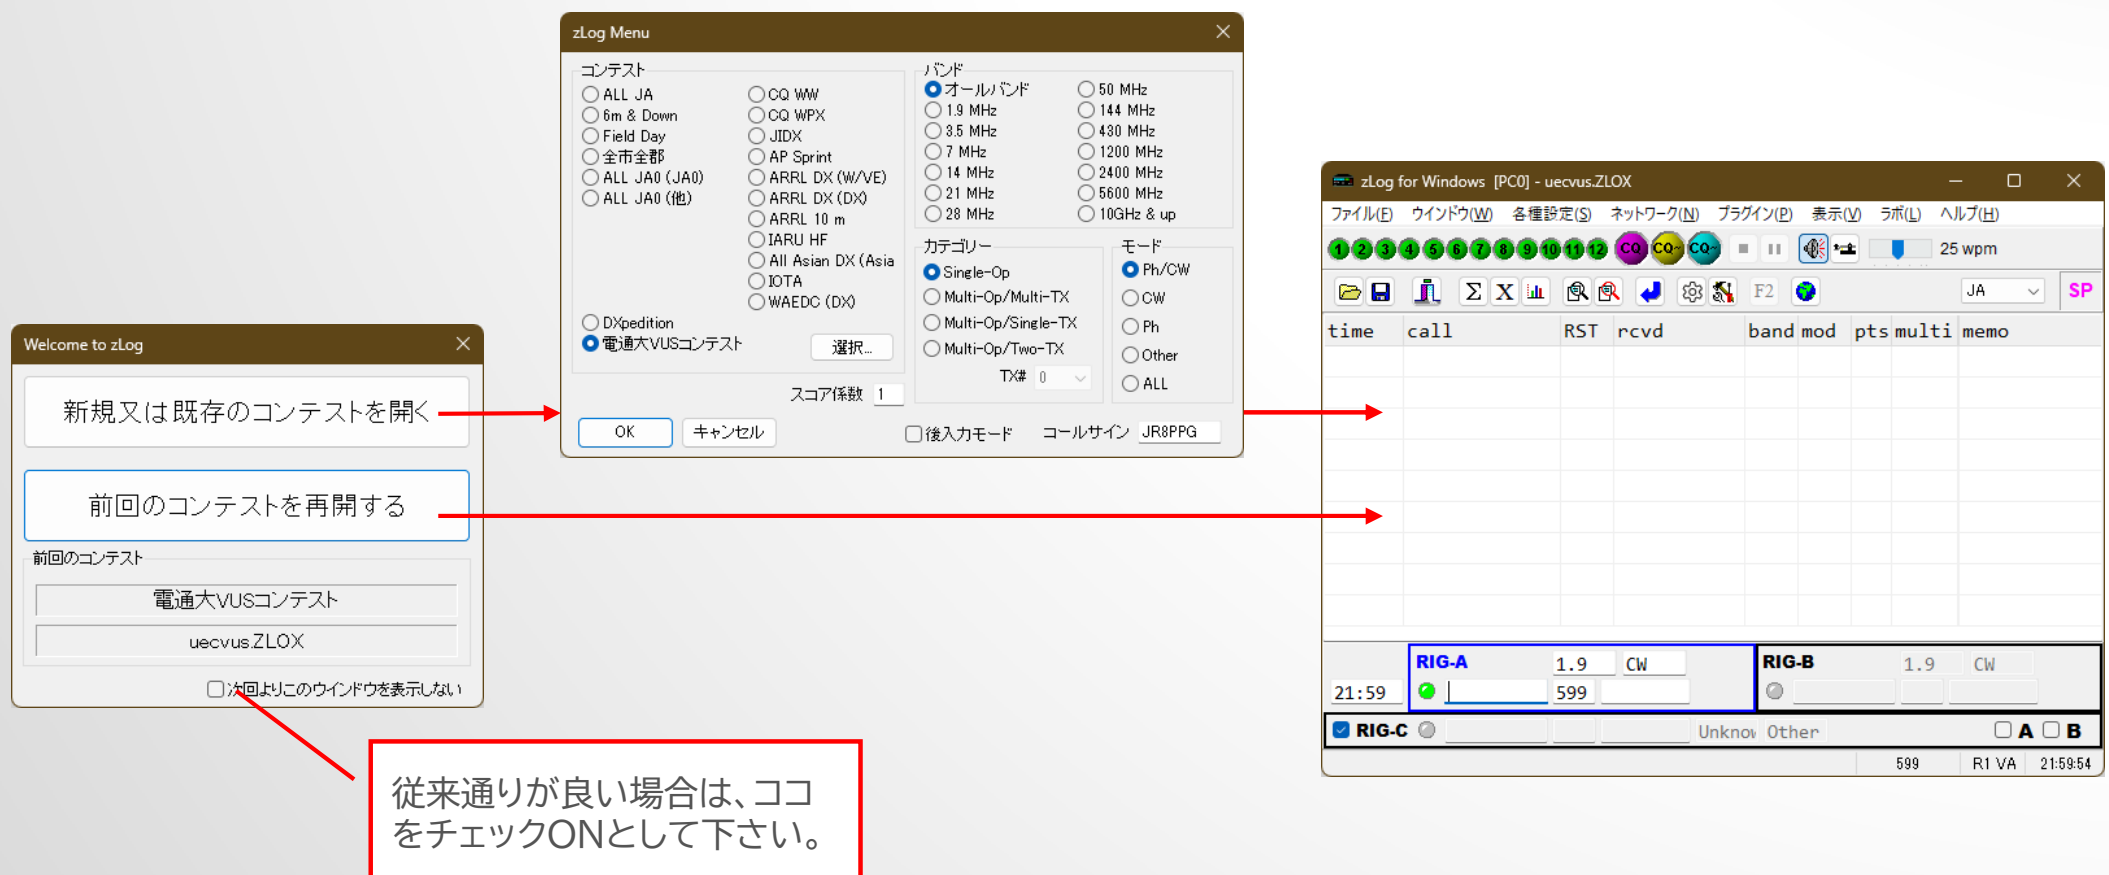 Welcome to zLog
新規又は既存のコンテストを開く
前回のコンテストを再開する
前回のコンテスト
電通大VUSコンテスト
uecvus.ZLOX
次回よりこのウインドウを表示しない
従来通りが良い場合は、ココ
をチェックONとして下さい。
zLog Menu
コンテスト
ALL JA
6m & Down
Field Day
全市全郡
ALL JA0 (JA0)
ALL JA0 (他)
CQ WW
CQ WPX
JIDX
AP Sprint
ARRL DX (W/VE)
ARRL DX (DX)
ARRL 10 m
IARU HF
All Asian DX (Asia
IOTA
WAEDC (DX)
DXpedition
電通大VUSコンテスト
選択...
スコア係数 1
OK
キャンセル
バンド
オールバンド
1.9 MHz
3.5 MHz
7 MHz
14 MHz
21 MHz
28 MHz
50 MHz
144 MHz
430 MHz
1200 MHz
2400 MHz
5600 MHz
10GHz & up
カテゴリー
Single-Op
Multi-Op/Multi-TX
Multi-Op/Single-TX
Multi-Op/Two-TX
TX# 0
モード
Ph/CW
CW
Ph
Other
ALL
後入力モード
コールサイン JR8PPG
zLog for Windows [PC0] - uecvus.ZLOX
ファイル(F) ウインドウ(W) 各種設定(S) ネットワーク(N) プラグイン(P) 表示(V) ラボ(L) ヘルプ(H)
1 2 3 4 5 6 7 8 9 10 11 12 CQ CQ~ CQ~ 25 wpm
Σ X F2 JA SP
time call RST rcvd band mod pts multi memo
RIG-A 1.9 CW RIG-B 1.9 CW
21:59 599
RIG-C Unknow Other A B
599 R1 VA 21:59:54